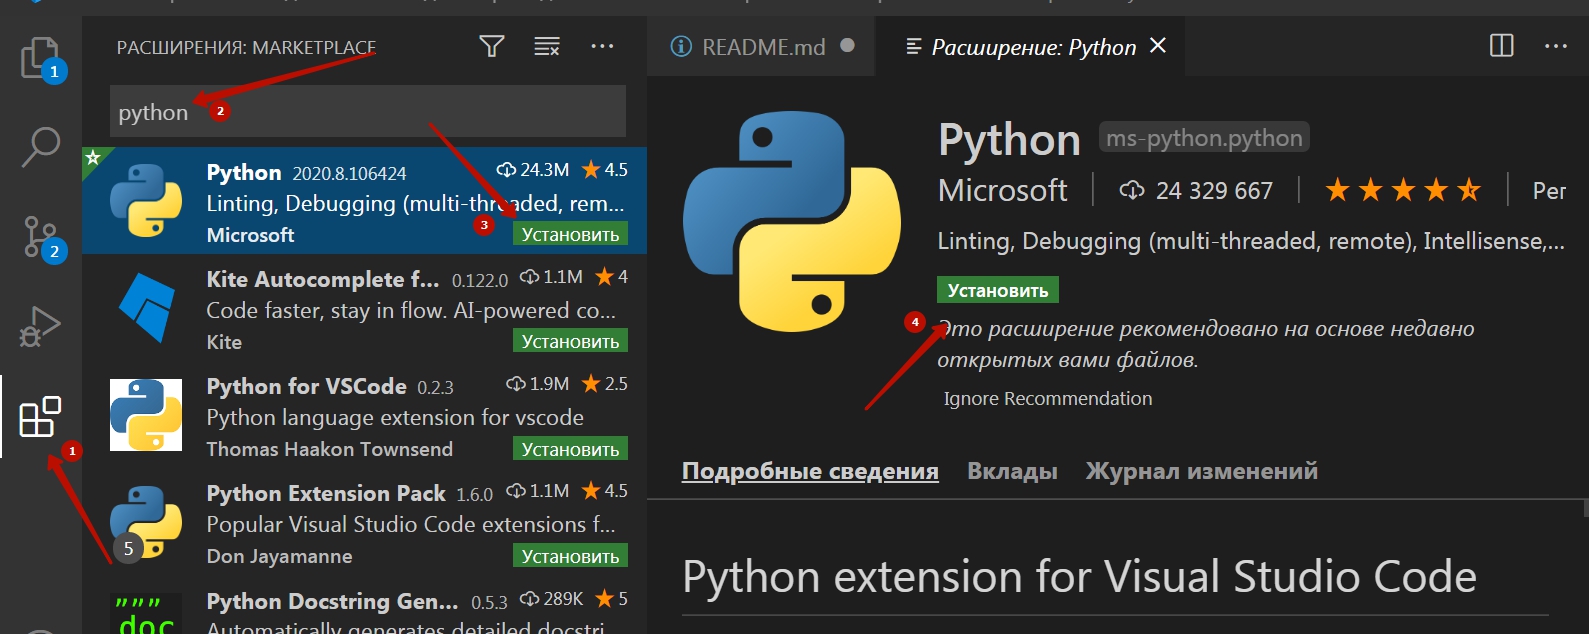 РАСШИРЕНИЯ: MARKETPLACE
1
python
2
Python 2020.8.106424 24.3M 4.5
Linting, Debugging (multi-threaded, rem...
Microsoft
3
Установить
2
Kite Autocomplete f... 0.122.0 1.1M 4
Code faster, stay in flow. AI-powered co...
Kite
Установить
Python for VSCode 0.2.3 1.9M 2.5
Python language extension for vscode
Thomas Haakon Townsend
Установить
1
Python Extension Pack 1.6.0 1.1M 4.5
Popular Visual Studio Code extensions f...
5
Don Jayamanne
Установить
Python Docstring Gen... 0.5.3 289K 5
"""
doc
Automatically generates detailed docstri
README.md
Расширение: Python
Python ms-python.python
Microsoft 24 329 667 Реп
Linting, Debugging (multi-threaded, remote), Intellisense,...
Установить
4
Это расширение рекомендовано на основе недавно
открытых вами файлов.
Ignore Recommendation
Подробные сведения Вклады Журнал изменений
Python extension for Visual Studio Code